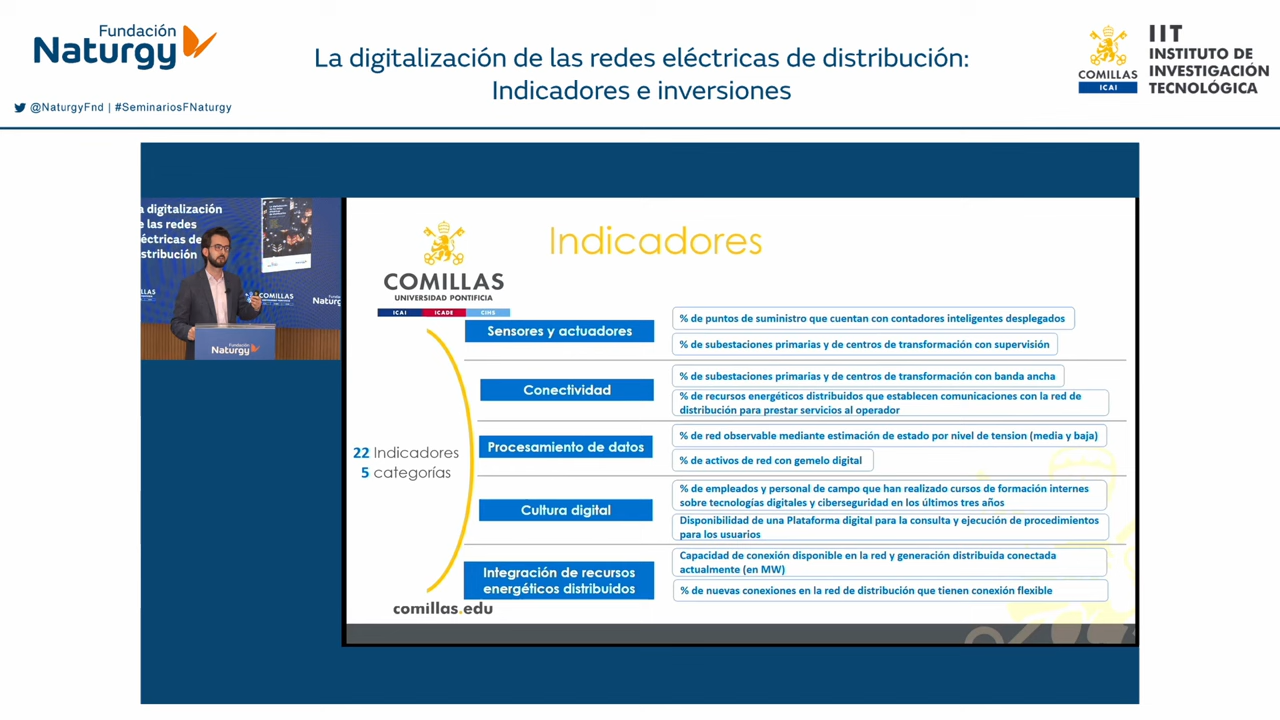 Fundación
Naturgy
@NaturgyFnd | #SeminariosFNaturgy
La digitalización de las redes eléctricas de distribución:
Indicadores e inversiones
COMILLAS
ICAI
IIT
INSTITUTO DE
INVESTIGACIÓN
TECNOLÓGICA
a digitalización
e las redes
éctricas de
stribución
COMILLAS
Naturg
Naturgy
COMILLAS
UNIVERSIDAD PONTIFICIA
ICAI ICADE CIHS
Indicadores
22 Indicadores
5 categorías
Sensores y actuadores
% de puntos de suministro que cuentan con contadores inteligentes desplegados
% de subestaciones primarias y de centros de transformación con supervisión
Conectividad
% de subestaciones primarias y de centros de transformación con banda ancha
% de recursos energéticos distribuidos que establecen comunicaciones con la red de
distribución para prestar servicios al operador
Procesamiento de datos
% de red observable mediante estimación de estado por nivel de tension (media y baja)
% de activos de red con gemelo digital
Cultura digital
% de empleados y personal de campo que han realizado cursos de formación internes
sobre tecnologías digitales y ciberseguridad en los últimos tres años
Disponibilidad de una Plataforma digital para la consulta y ejecución de procedimientos
para los usuarios
Integración de recursos
energéticos distribuidos
Capacidad de conexión disponible en la red y generación distribuida conectada
actualmente (en MW)
% de nuevas conexiones en la red de distribución que tienen conexión flexible
comillas.edu